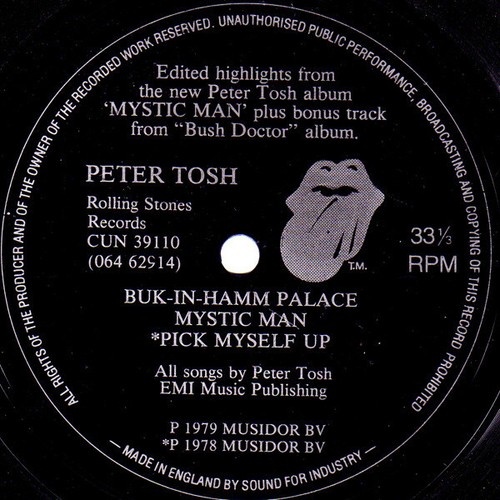 ALL RIGHTS OF THE PRODUCER AND OF THE OWNER OF THE RECORDED WORK RESERVED. UNAUTHORISED PUBLIC PERFORMANCE, BROADCASTING AND COPYING OF THIS RECORD PROHIBITED
Edited highlights from
the new Peter Tosh album
‘MYSTIC MAN’ plus bonus track
from “Bush Doctor” album.
PETER TOSH
Rolling Stones
Records
CUN 39110
(064 62914)
T.M.
33⅓
RPM
BUK-IN-HAMM PALACE
MYSTIC MAN
*PICK MYSELF UP
All songs by Peter Tosh
EMI Music Publishing
P 1979 MUSIDOR BV
*P 1978 MUSIDOR BV
— MADE IN ENGLAND BY SOUND FOR INDUSTRY —